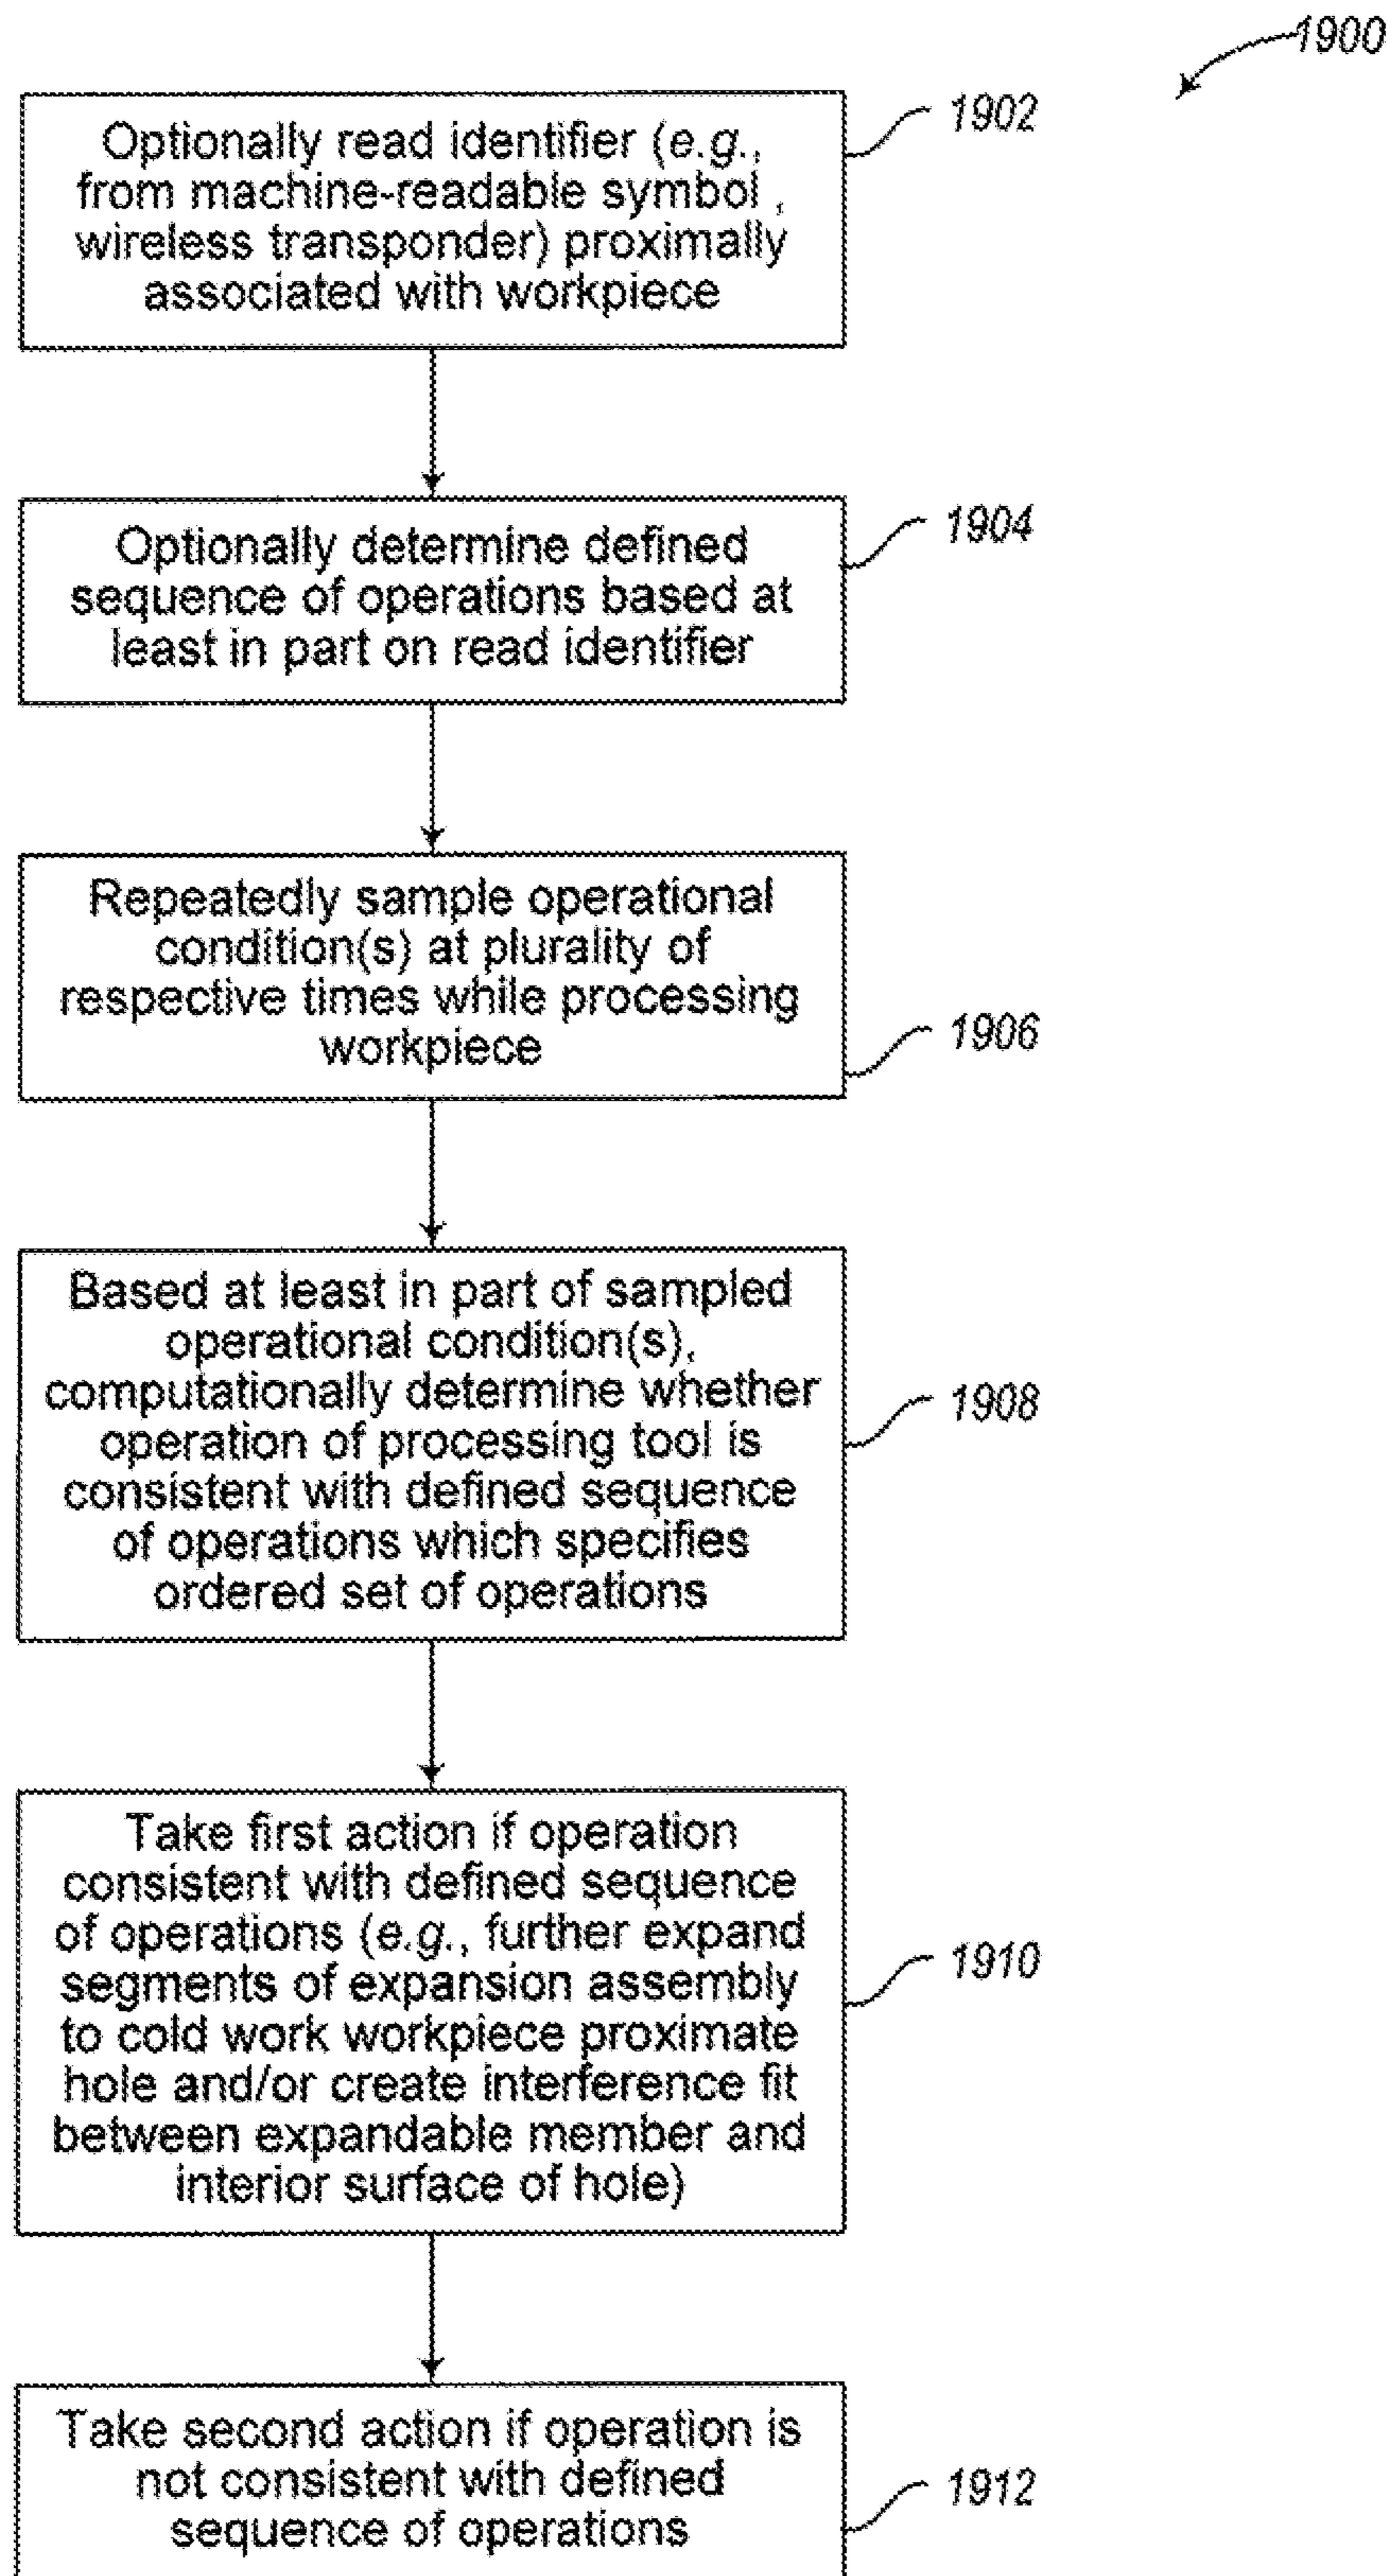 1900
Optionally read identifier (e.g.,
from machine-readable symbol ,
wireless transponder) proximally
associated with workpiece
1902
Optionally determine defined
sequence of operations based at
least in part on read identifier
1904
Repeatedly sample operational
condition(s) at plurality of
respective times while processing
workpiece
1906
Based at least in part of sampled
operational condition(s),
computationally determine whether
operation of processing tool is
consistent with defined sequence
of operations which specifies
ordered set of operations
1908
Take first action if operation
consistent with defined sequence
of operations (e.g., further expand
segments of expansion assembly
to cold work workpiece proximate
hole and/or create interference fit
between expandable member and
interior surface of hole)
1910
Take second action if operation is
not consistent with defined
sequence of operations
1912